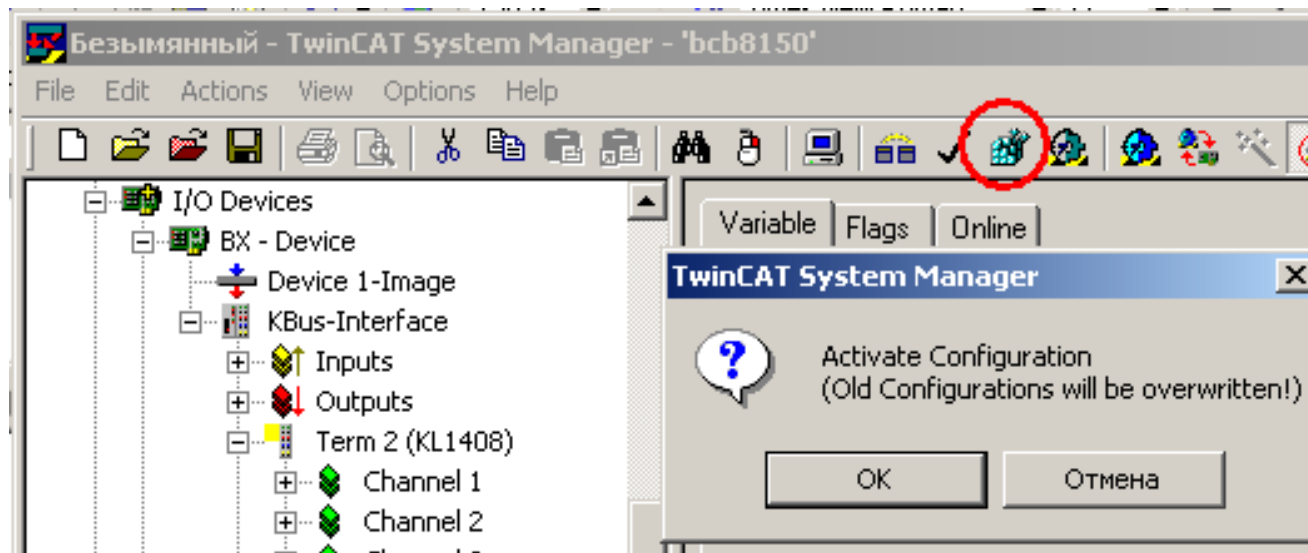 Безымянный - TwinCAT System Manager - 'bcb8150'
File Edit Actions View Options Help
I/O Devices
BX - Device
Device 1-Image
KBus-Interface
Inputs
Outputs
Term 2 (KL1408)
Channel 1
Channel 2
Variable Flags Online
TwinCAT System Manager
Activate Configuration
(Old Configurations will be overwritten!)
OK Отмена